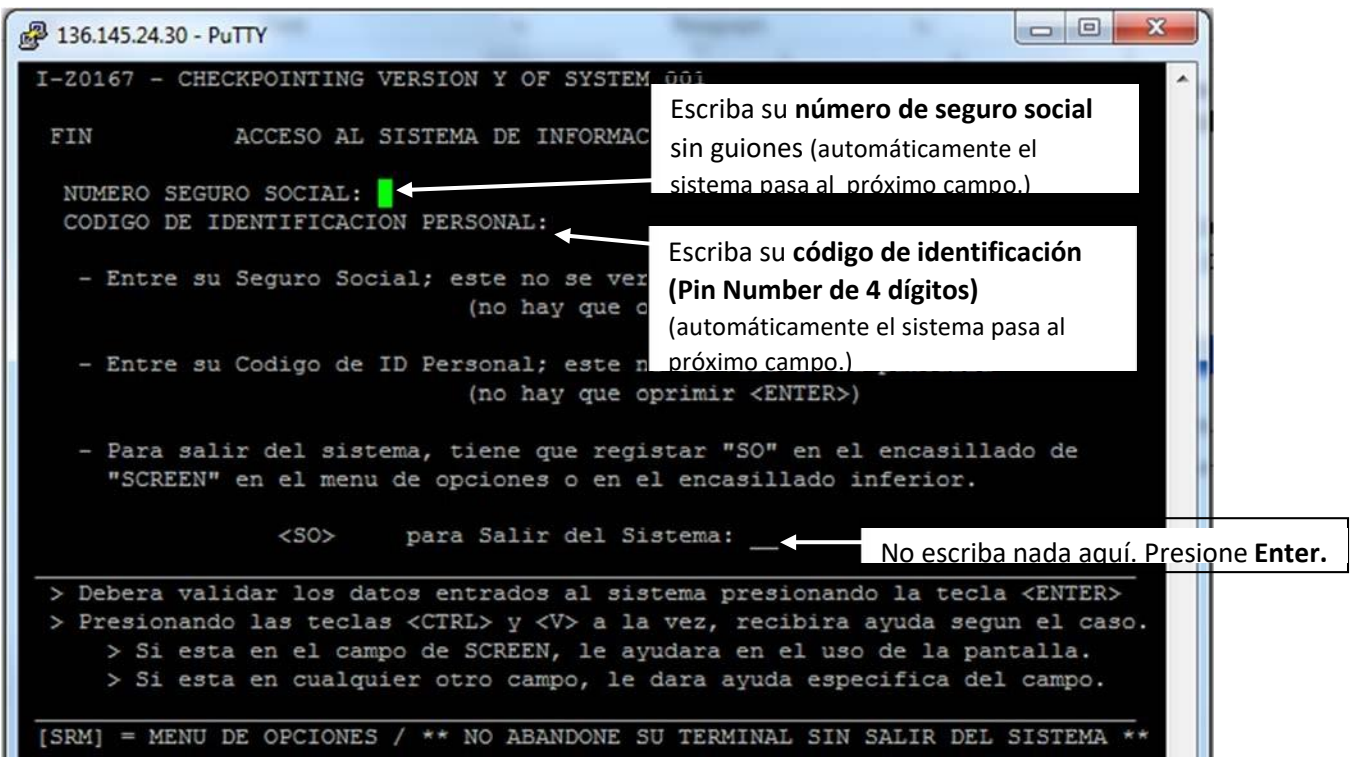 136.145.24.30 - PuTTY
I-Z0167 - CHECKPOINTING VERSION Y OF SYSTEM 001
FIN ACCESO AL SISTEMA DE INFORMAC
NUMERO SEGURO SOCIAL:
CODIGO DE IDENTIFICACION PERSONAL:
Escriba su número de seguro social
sin guiones (automáticamente el
sistema pasa al próximo campo.)
Escriba su código de identificación
(Pin Number de 4 dígitos)
(automáticamente el sistema pasa al
próximo campo.)
- Entre su Seguro Social; este no se ver
(no hay que o
- Entre su Codigo de ID Personal; este n
(no hay que oprimir <ENTER>)
- Para salir del sistema, tiene que registar "SO" en el encasillado de
"SCREEN" en el menu de opciones o en el encasillado inferior.
<SO> para Salir del Sistema: __
No escriba nada aquí. Presione Enter.
> Debera validar los datos entrados al sistema presionando la tecla <ENTER>
> Presionando las teclas <CTRL> y <V> a la vez, recibira ayuda segun el caso.
> Si esta en el campo de SCREEN, le ayudara en el uso de la pantalla.
> Si esta en cualquier otro campo, le dara ayuda especifica del campo.
[SRM] = MENU DE OPCIONES / ** NO ABANDONE SU TERMINAL SIN SALIR DEL SISTEMA **